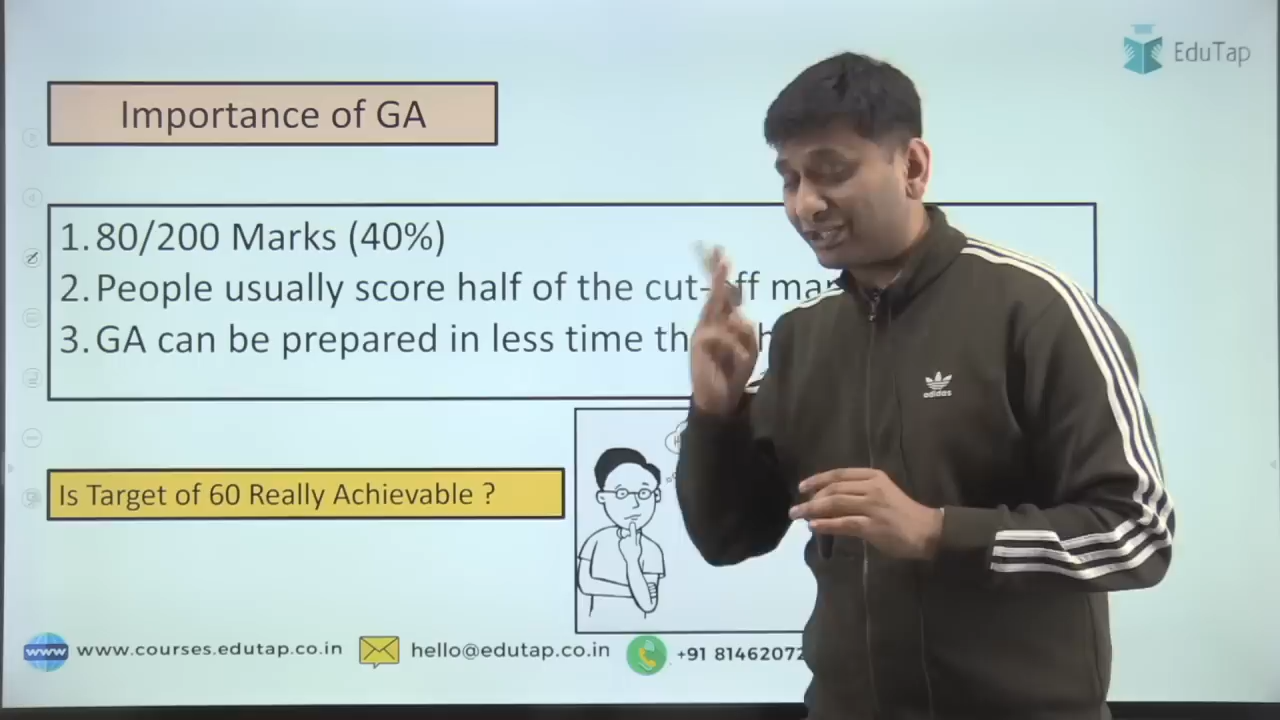 EduTap
Importance of GA
1. 80/200 Marks (40%)
2. People usually score half of the cut-off
3. GA can be prepared in less time
adidas
Is Target of 60 Really Achievable ?
www www.courses.edutap.co.in hello@edutap.co.in +91 8146207